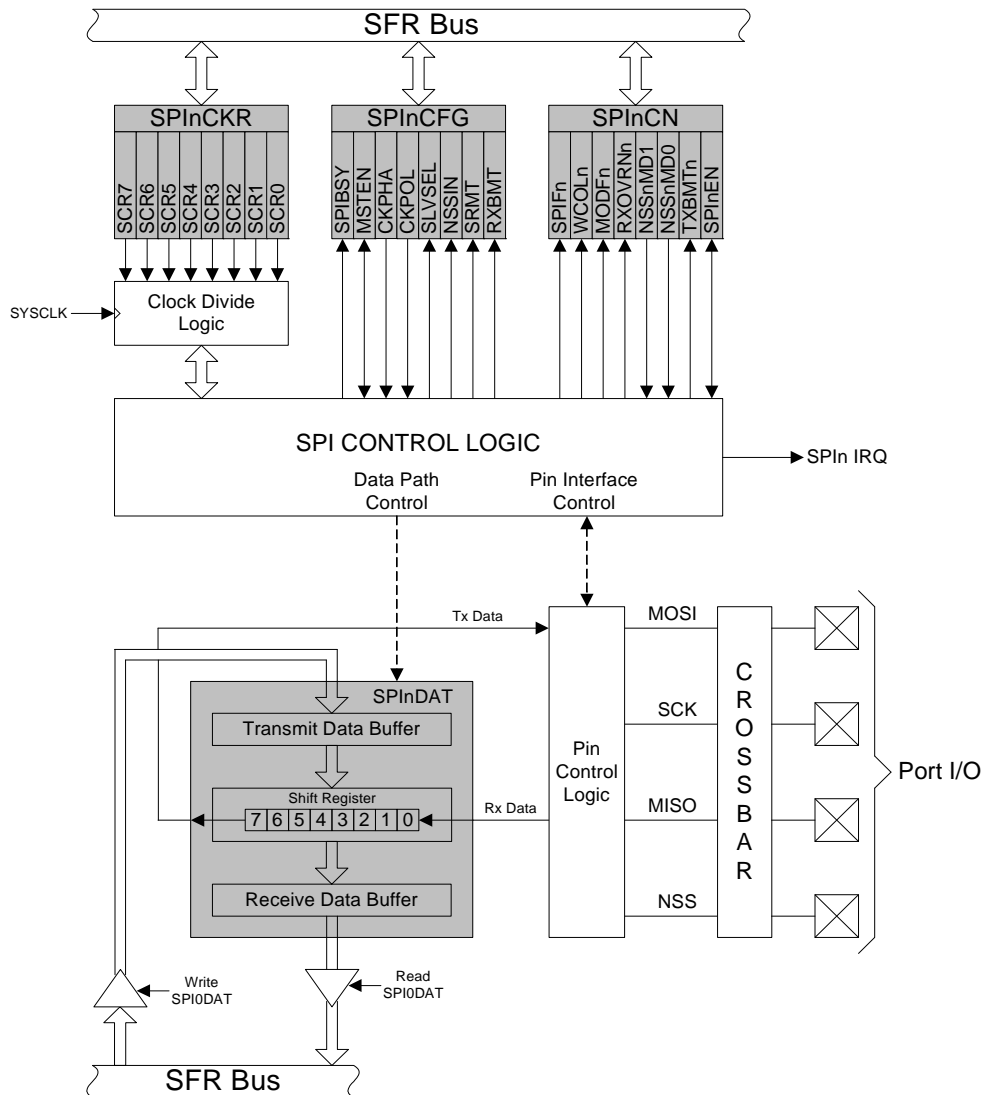 SFR Bus
SPInCKR
SPInCFG
SPInCN
SCR7
SCR6
SCR5
SCR4
SCR3
SCR2
SCR1
SCR0
SPIBSY
MSTEN
CKPHA
CKPOL
SLVSEL
NSSIN
SRMT
RXBMT
SPIFn
WCOLn
MODFn
RXOVRNn
NSSnMD1
NSSnMD0
TXBMTn
SPInEN
SYSCLK
Clock Divide
Logic
SPI CONTROL LOGIC
SPIn IRQ
Data Path
Control
Pin Interface
Control
Tx Data
MOSI
SPInDAT
Transmit Data Buffer
SCK
Pin
Control
Logic
CROSSBAR
Port I/O
Shift Register
7 6 5 4 3 2 1 0
Rx Data
MISO
Receive Data Buffer
NSS
Write
SPI0DAT
Read
SPI0DAT
SFR Bus